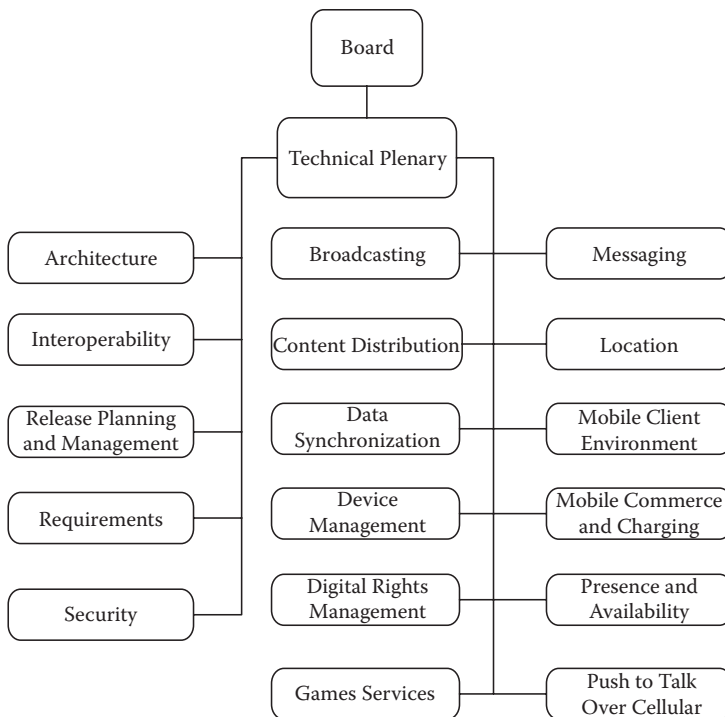 Board
Technical Plenary
Architecture
Interoperability
Release Planning
and Management
Requirements
Security
Broadcasting
Content Distribution
Data
Synchronization
Device
Management
Digital Rights
Management
Games Services
Messaging
Location
Mobile Client
Environment
Mobile Commerce
and Charging
Presence and
Availability
Push to Talk
Over Cellular